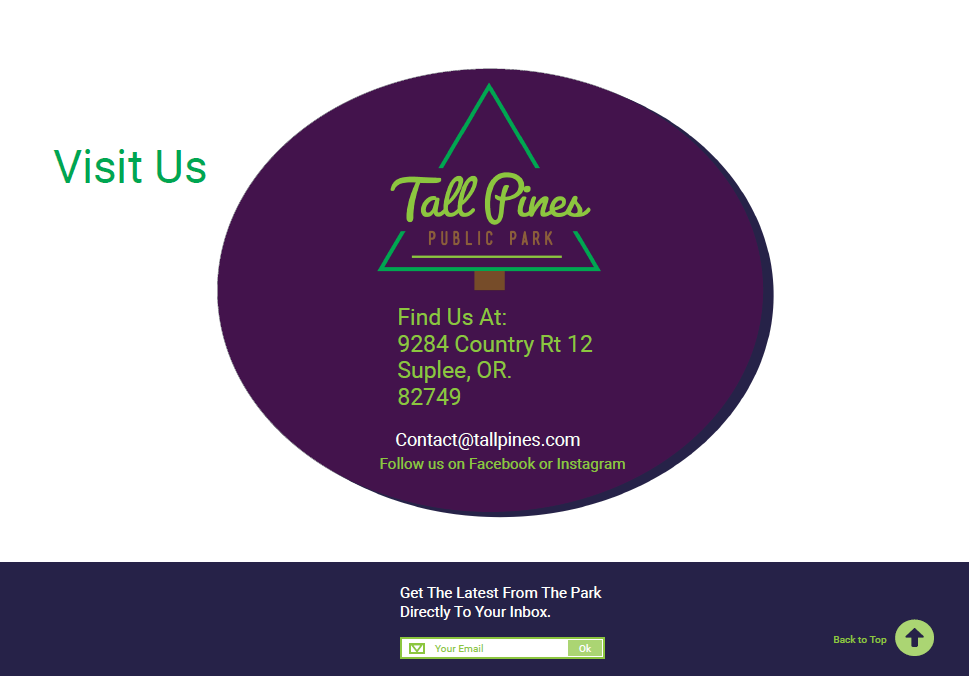 Visit Us
Tall Pines
PUBLIC PARK
Find Us At:
9284 Country Rt 12
Suplee, OR.
82749
Contact@tallpines.com
Follow us on Facebook or Instagram
Get The Latest From The Park
Directly To Your Inbox.
Your Email
Ok
Back to Top